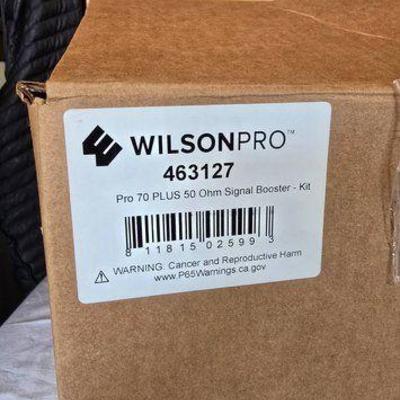 WILSONPRO™
463127
Pro 70 PLUS 50 Ohm Signal Booster - Kit
8 11815 02599 3
WARNING: Cancer and Reproductive Harm
www.P65Warnings.ca.gov